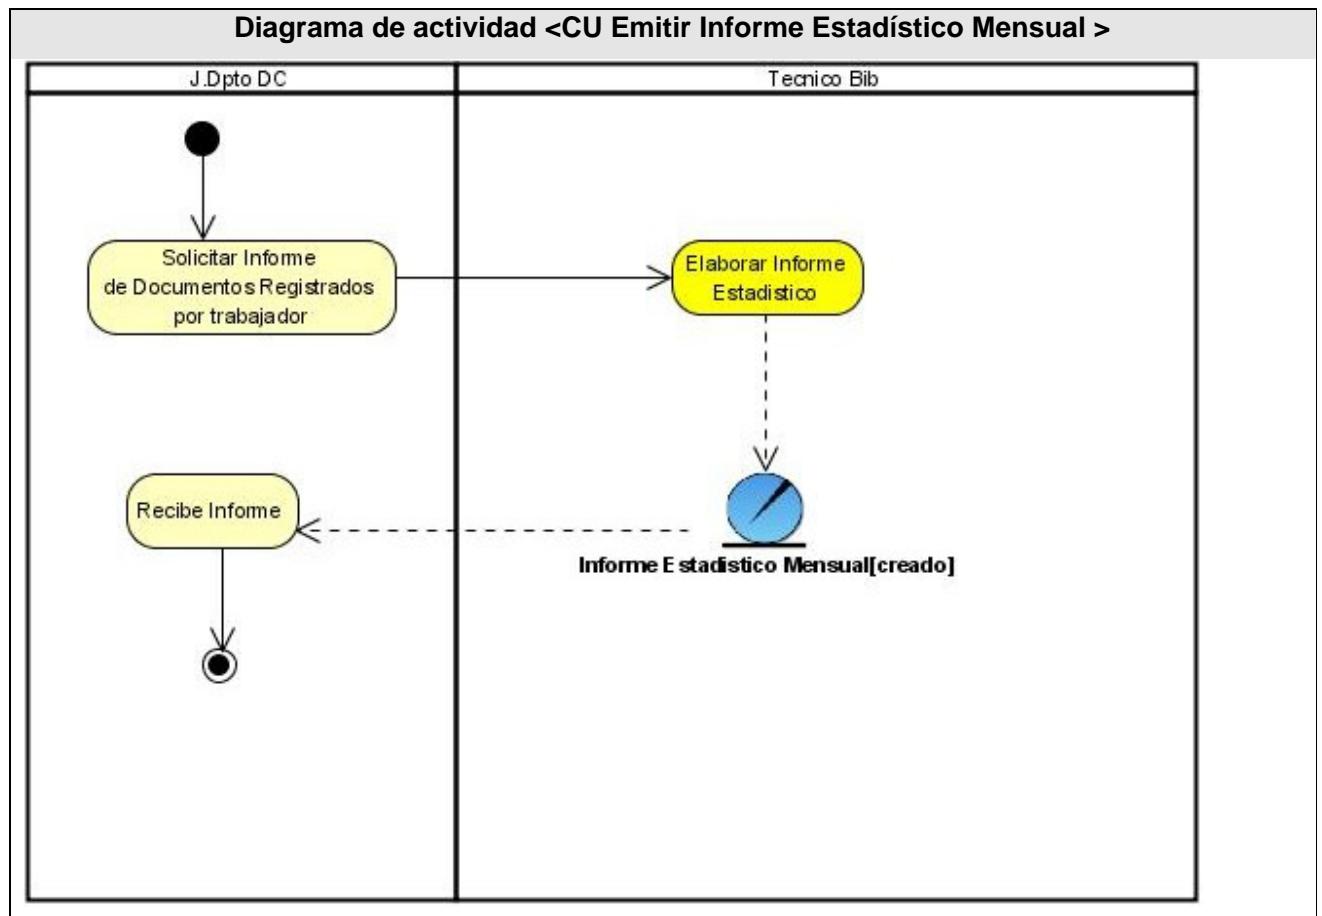 Diagrama de actividad <CU Emitir Informe Estadístico Mensual >
J.Dpto DC
Tecnico Bib
Solicitar Informe
de Documentos Registrados
por trabajador
Elaborar Informe
Estadistico
Recibe Informe
Informe Estadistico Mensual[creado]